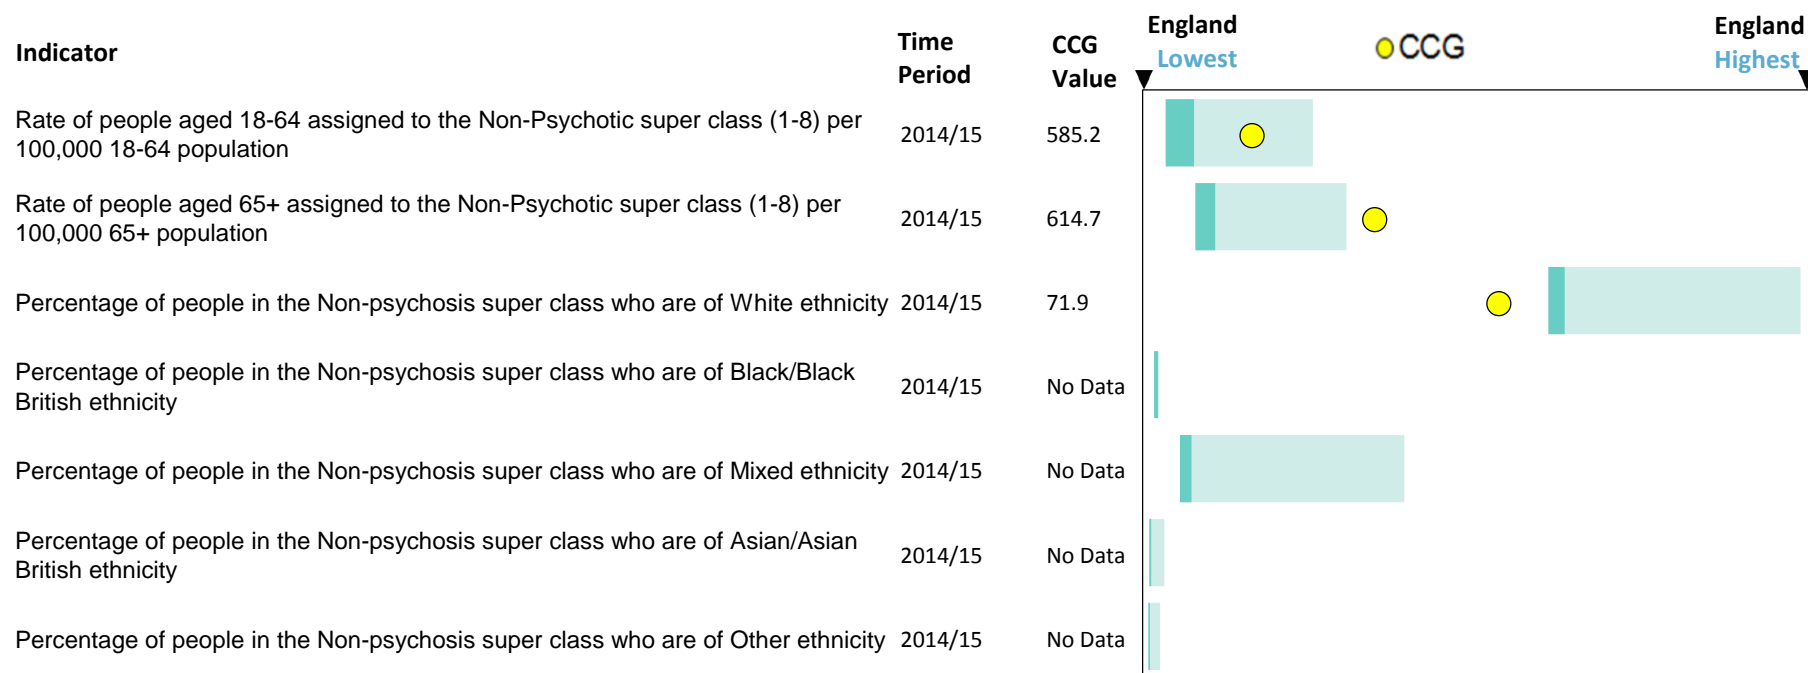 Indicator
Time Period
CCG Value
England Lowest
CCG
England Highest
Rate of people aged 18-64 assigned to the Non-Psychotic super class (1-8) per
100,000 18-64 population
2014/15
585.2
Rate of people aged 65+ assigned to the Non-Psychotic super class (1-8) per
100,000 65+ population
2014/15
614.7
Percentage of people in the Non-psychosis super class who are of White ethnicity
2014/15
71.9
Percentage of people in the Non-psychosis super class who are of Black/Black
British ethnicity
2014/15
No Data
Percentage of people in the Non-psychosis super class who are of Mixed ethnicity
2014/15
No Data
Percentage of people in the Non-psychosis super class who are of Asian/Asian
British ethnicity
2014/15
No Data
Percentage of people in the Non-psychosis super class who are of Other ethnicity
2014/15
No Data